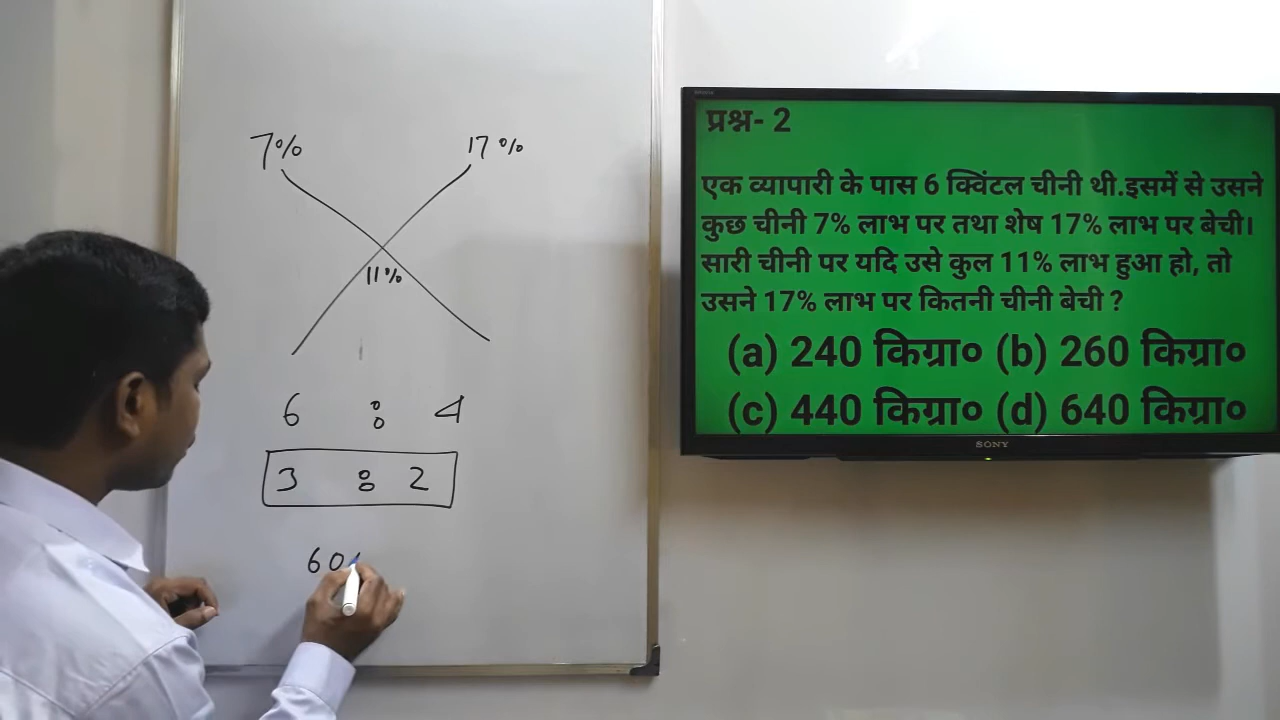 7% 17%
11%
6 : 4
3 : 2
60
प्रश्न- 2
एक व्यापारी के पास 6 क्विंटल चीनी थी.इसमें से उसने
कुछ चीनी 7% लाभ पर तथा शेष 17% लाभ पर बेची।
सारी चीनी पर यदि उसे कुल 11% लाभ हुआ हो, तो
उसने 17% लाभ पर कितनी चीनी बेची ?
(a) 240 किग्रा० (b) 260 किग्रा०
(c) 440 किग्रा० (d) 640 किग्रा०
SONY